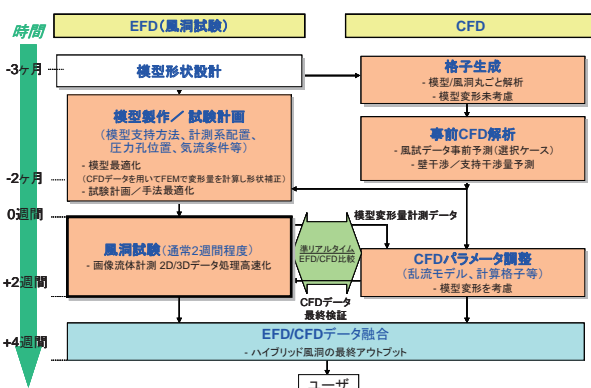 EFD（風洞試験）
CFD
時間
-3ヶ月
模型形状設計
格子生成
- 模型/風洞丸ごと解析
- 模型変形未考慮
模型製作／ 試験計画
（模型支持方法、計測系配置、
圧力孔位置、気流条件等）
- 模型最適化
（CFDデータを用いてFEMで変形量を計算し形状補正）
- 試験計画／手法最適化
事前CFD解析
- 風試データ事前予測（選択ケース）
- 壁干渉／支持干渉量予測
-2ヶ月
0週間
模型変形量計測データ
風洞試験（通常2週間程度）
- 画像流体計測 2D/3Dデータ処理高速化
準リアルタイム
EFD/CFD比較
CFDパラメータ調整
（乱流モデル、計算格子等）
- 模型変形を考慮
+2週間
CFDデータ
最終検証
EFD/CFDデータ融合
- ハイブリッド風洞の最終アウトプット
+4週間
ユーザ